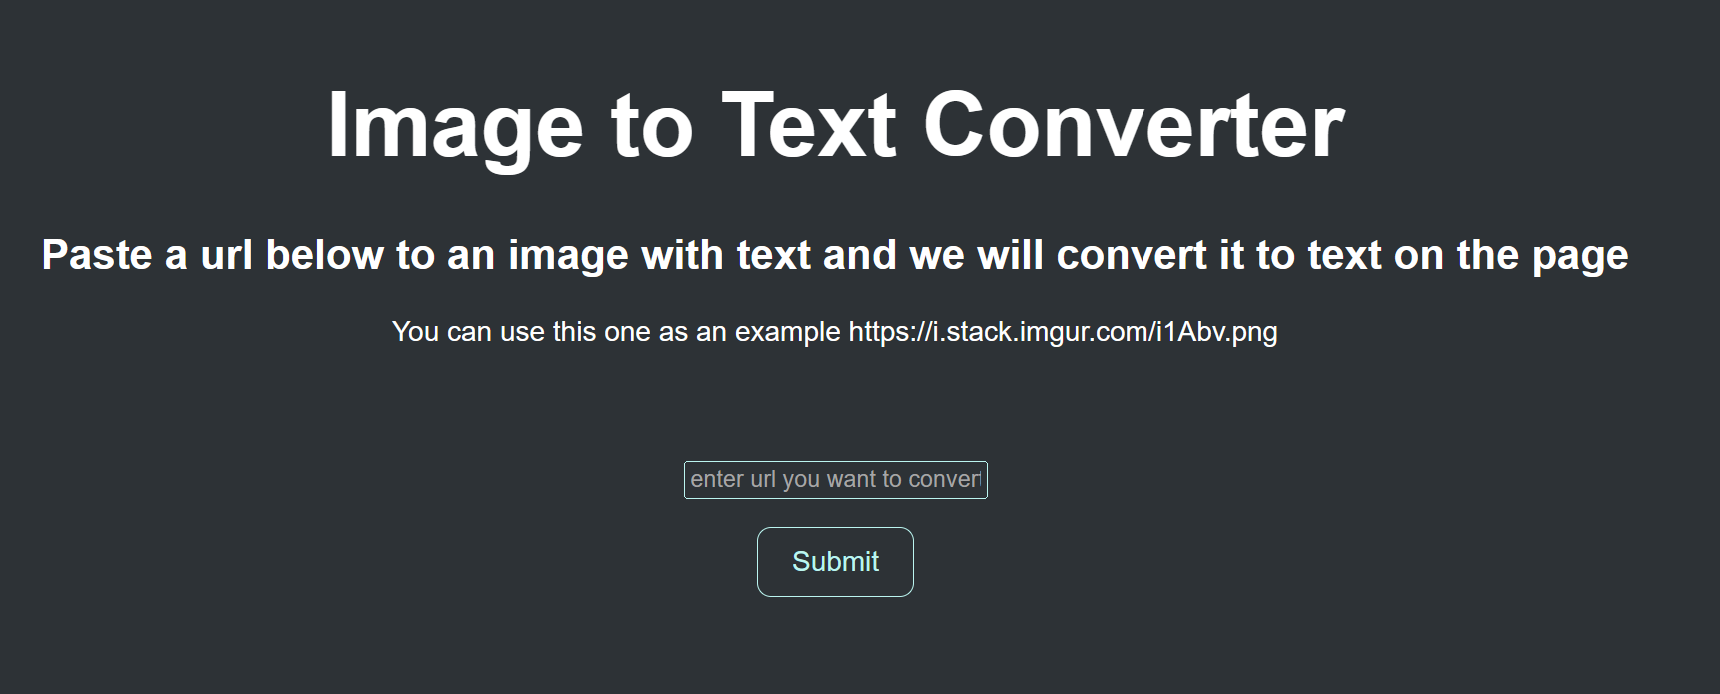 Image to Text Converter
Paste a url below to an image with text and we will convert it to text on the page
You can use this one as an example https://i.stack.imgur.com/i1Abv.png
enter url you want to convert
Submit